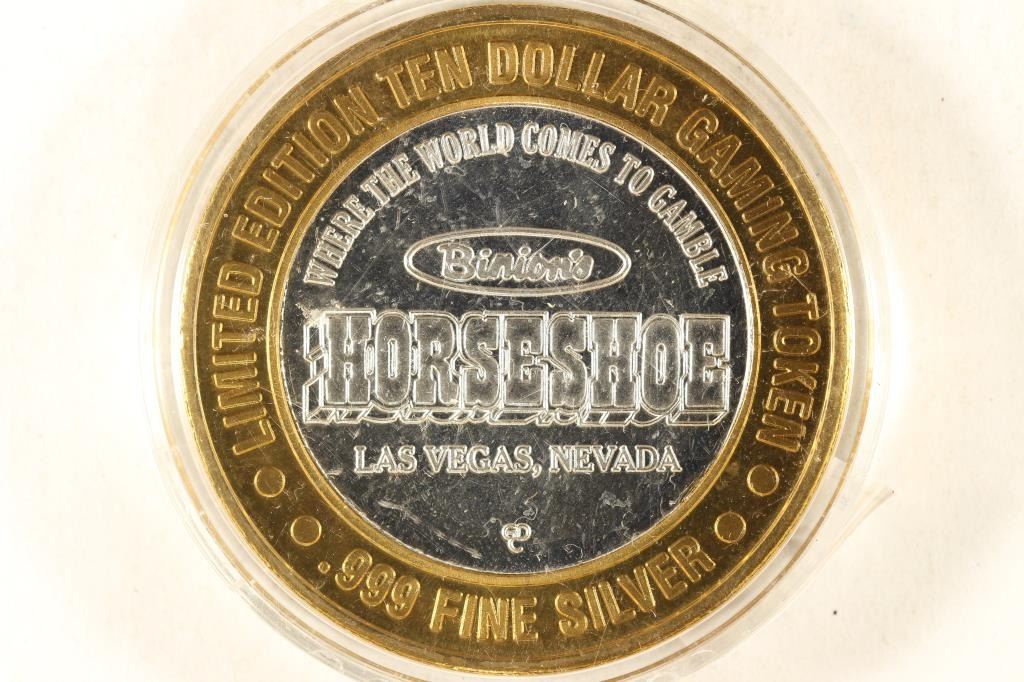 LIMITED EDITION TEN DOLLAR GAMING TOKEN
WHERE THE WORLD COMES TO GAMBLE
Binion's
HORSESHOE
LAS VEGAS, NEVADA
.999 FINE SILVER